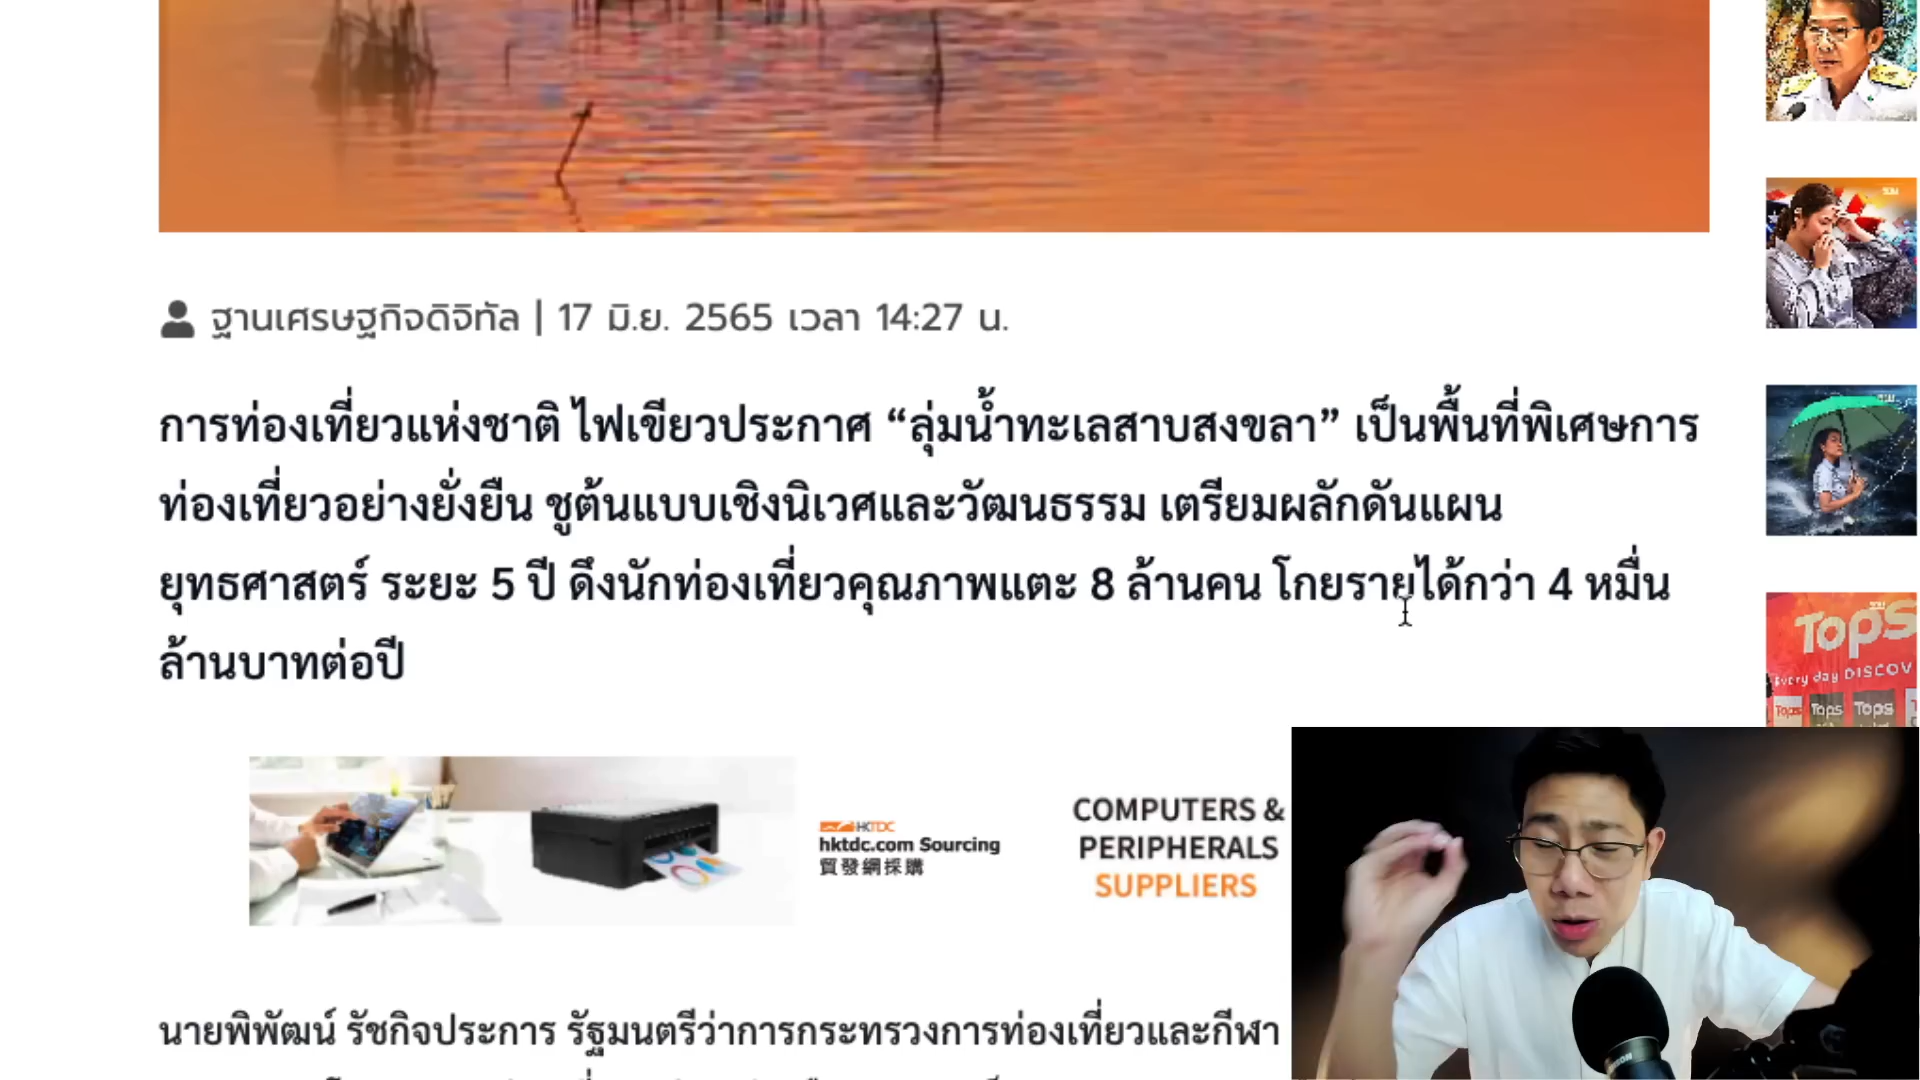 ฐานเศรษฐกิจดิจิทัล | 17 มิ.ย. 2565 เวลา 14:27 น.
การท่องเที่ยวแห่งชาติ ไฟเขียวประกาศ “ลุ่มน้ำทะเลสาบสงขลา” เป็นพื้นที่พิเศษการ
ท่องเที่ยวอย่างยั่งยืน ชูต้นแบบเชิงนิเวศและวัฒนธรรม เตรียมผลักดันแผน
ยุทธศาสตร์ ระยะ 5 ปี ดึงนักท่องเที่ยวคุณภาพแตะ 8 ล้านคน โกยรายได้กว่า 4 หมื่น
ล้านบาทต่อปี
Tops
Every day DISCOV
Tops Tops Tops
HKTDC
hktdc.com Sourcing
貿發網採購
COMPUTERS &
PERIPHERALS
SUPPLIERS
นายพิพัฒน์ รัชกิจประการ รัฐมนตรีว่าการกระทรวงการท่องเที่ยวและกีฬา